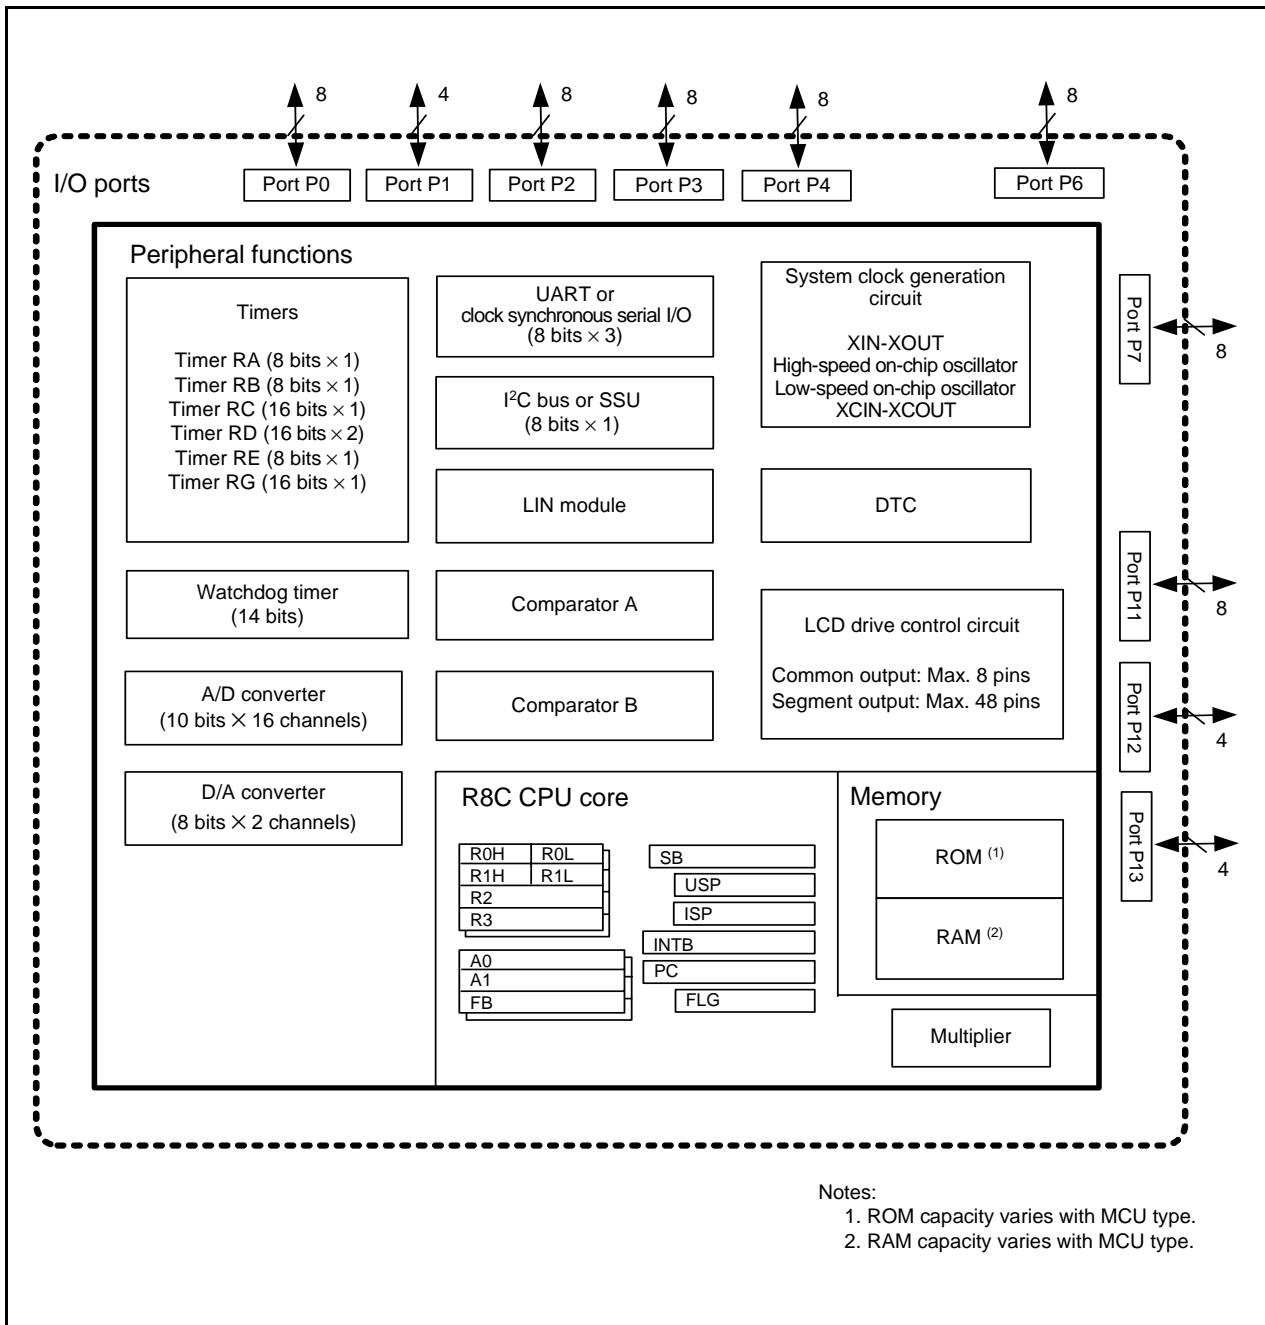 8
4
8
8
8
8
I/O ports
Port P0
Port P1
Port P2
Port P3
Port P4
Port P6
Peripheral functions
Timers
Timer RA (8 bits × 1)
Timer RB (8 bits × 1)
Timer RC (16 bits × 1)
Timer RD (16 bits × 2)
Timer RE (8 bits × 1)
Timer RG (16 bits × 1)
UART or
clock synchronous serial I/O
(8 bits × 3)
I²C bus or SSU
(8 bits × 1)
LIN module
System clock generation
circuit
XIN-XOUT
High-speed on-chip oscillator
Low-speed on-chip oscillator
XCIN-XCOUT
DTC
Port P7
8
Watchdog timer
(14 bits)
Comparator A
LCD drive control circuit
Common output: Max. 8 pins
Segment output: Max. 48 pins
Port P11
8
A/D converter
(10 bits × 16 channels)
Comparator B
Port P12
4
D/A converter
(8 bits × 2 channels)
R8C CPU core
R0H
R0L
R1H
R1L
R2
R3
A0
A1
FB
SB
USP
ISP
INTB
PC
FLG
Memory
ROM (1)
RAM (2)
Multiplier
Port P13
4
Notes:
1. ROM capacity varies with MCU type.
2. RAM capacity varies with MCU type.